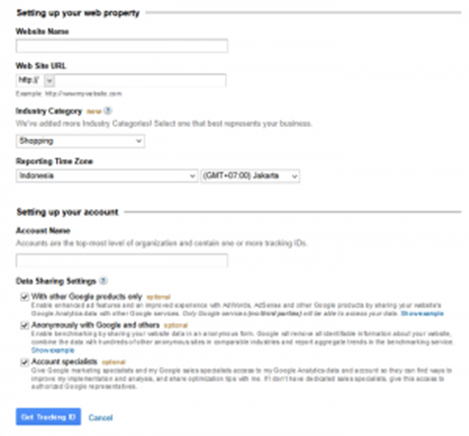 Setting up your web property
Website Name
Web Site URL
http://
Example: http://www.mywebsite.com
Industry Category new
We've added more Industry Categories! Select one that best represents your business.
Shopping
Reporting Time Zone
Indonesia (GMT+07:00) Jakarta
Setting up your account
Account Name
Accounts are the top-most level of organization and contain one or more tracking IDs.
Data Sharing Settings
With other Google products only optional
Enable enhanced ad features and an improved experience with AdWords, AdSense and other Google products by sharing your website's
Google Analytics data with other Google services. Only Google services (no third parties) will be able to access your data. Show example
Anonymously with Google and others optional
Enable benchmarking by sharing your website data in an anonymous form. Google will remove all identifiable information about your website,
combine the data with hundreds of other anonymous sites in comparable industries and report aggregate trends in the benchmarking service.
Show example
Account specialists optional
Give Google marketing specialists and my Google sales specialists access to my Google Analytics data and account so they can find ways to
improve my implementation and analysis, and share optimization tips with me. If I don't have dedicated sales specialists, give this access to
authorized Google representatives.
Get Tracking ID Cancel